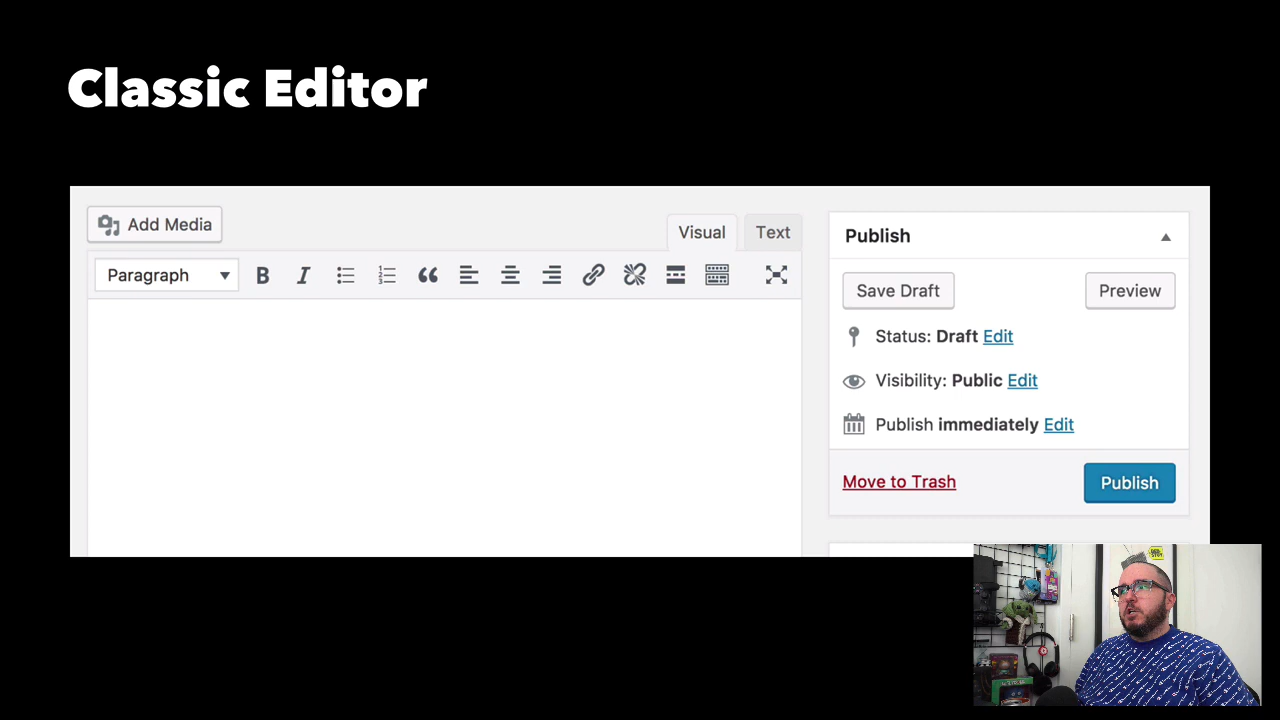 Classic Editor
Add Media
Visual
Text
Paragraph
B
I
Publish
Save Draft
Preview
Status: Draft Edit
Visibility: Public Edit
Publish immediately Edit
Move to Trash
Publish